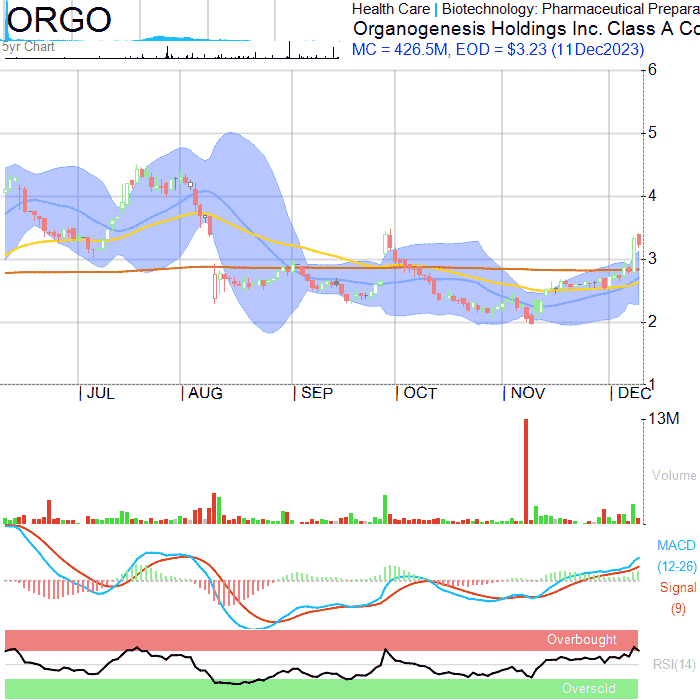 ORGO
Health Care | Biotechnology: Pharmaceutical Prepara
Organogenesis Holdings Inc. Class A Co
5yr Chart
MC = 426.5M, EOD = $3.23 (11Dec2023)
6
5
4
3
2
1
| JUL | AUG | SEP | OCT | NOV | DEC
13M
Volume
MACD
(12-26)
Signal
(9)
Overbought
RSI(14)
Oversold